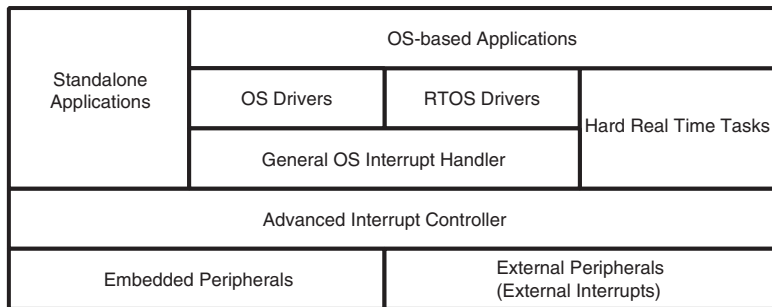 OS-based Applications
Standalone
Applications
OS Drivers
RTOS Drivers
Hard Real Time Tasks
General OS Interrupt Handler
Advanced Interrupt Controller
Embedded Peripherals
External Peripherals
(External Interrupts)